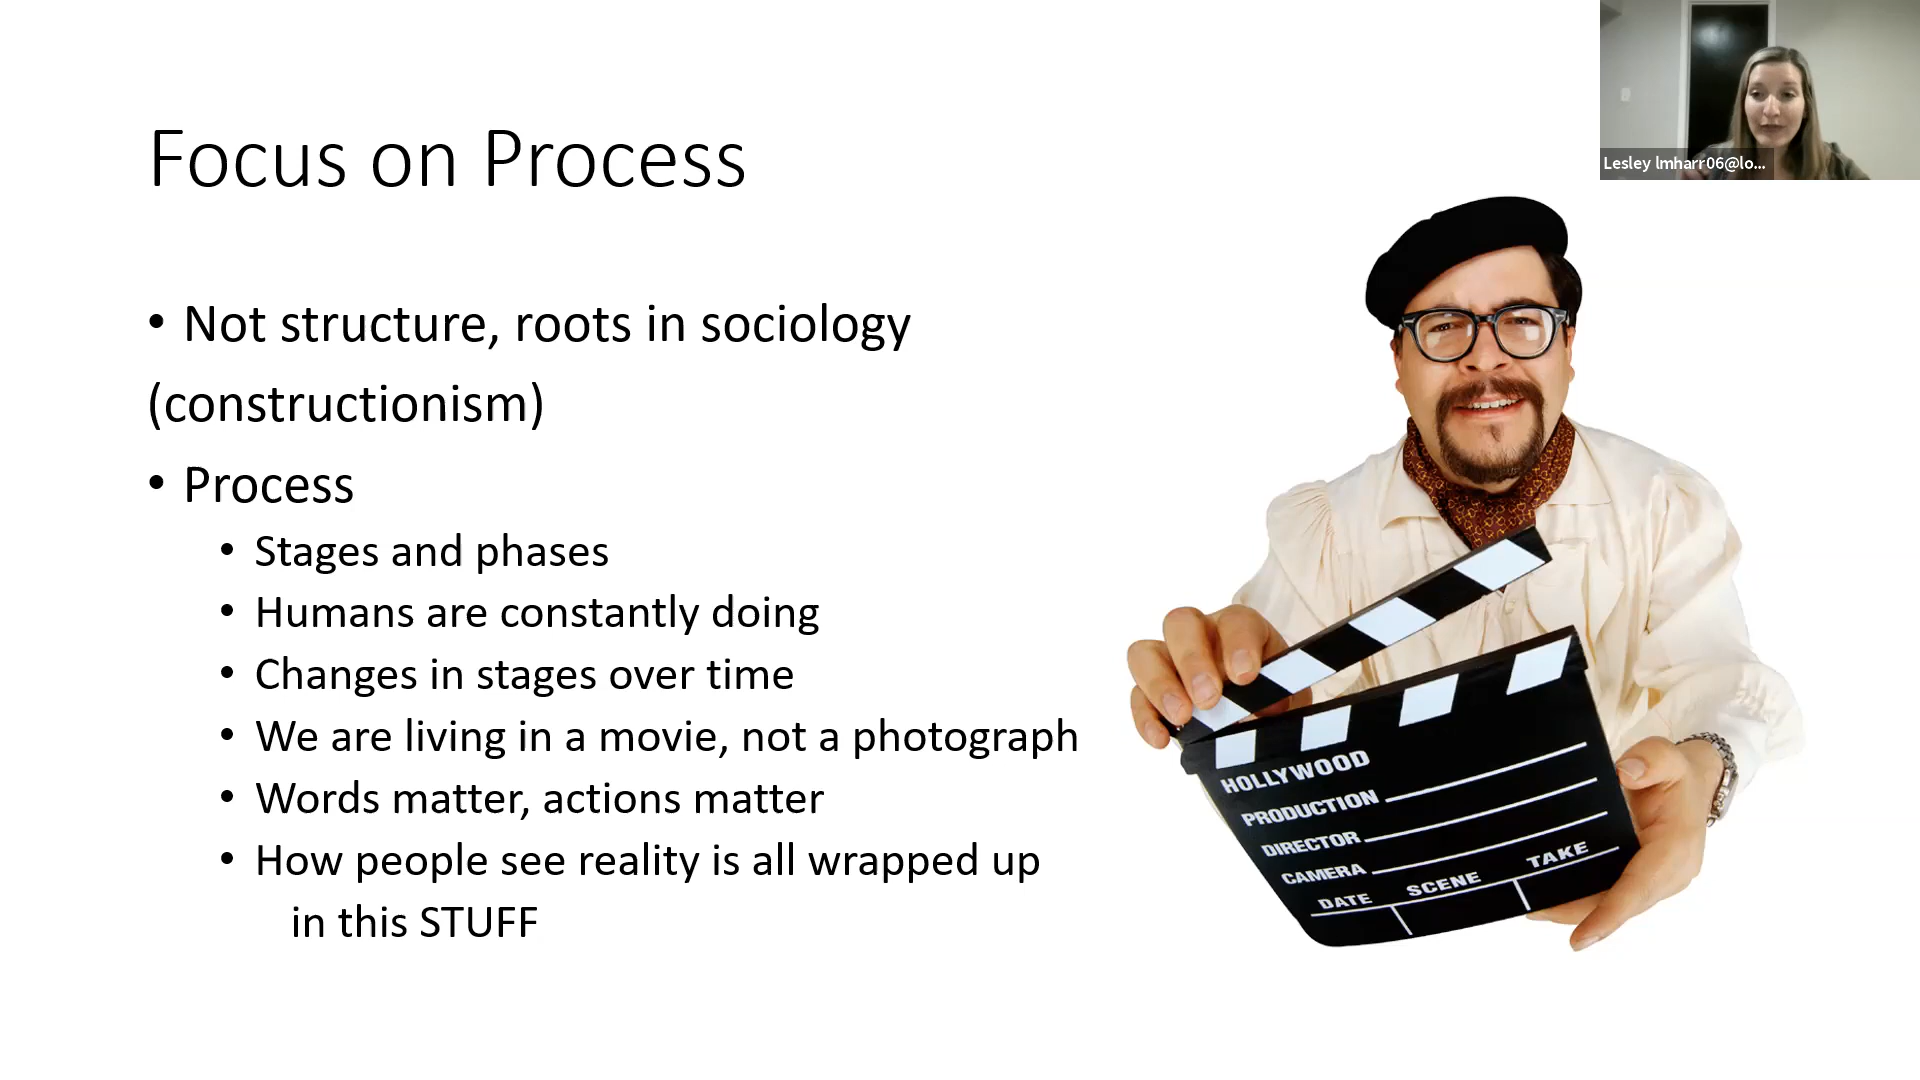 Focus on Process
Lesley lmharr06@lo...
• Not structure, roots in sociology
(constructionism)
• Process
• Stages and phases
• Humans are constantly doing
• Changes in stages over time
• We are living in a movie, not a photograph
• Words matter, actions matter
• How people see reality is all wrapped up
in this STUFF
HOLLYWOOD
PRODUCTION
DIRECTOR
CAMERA
DATE SCENE TAKE